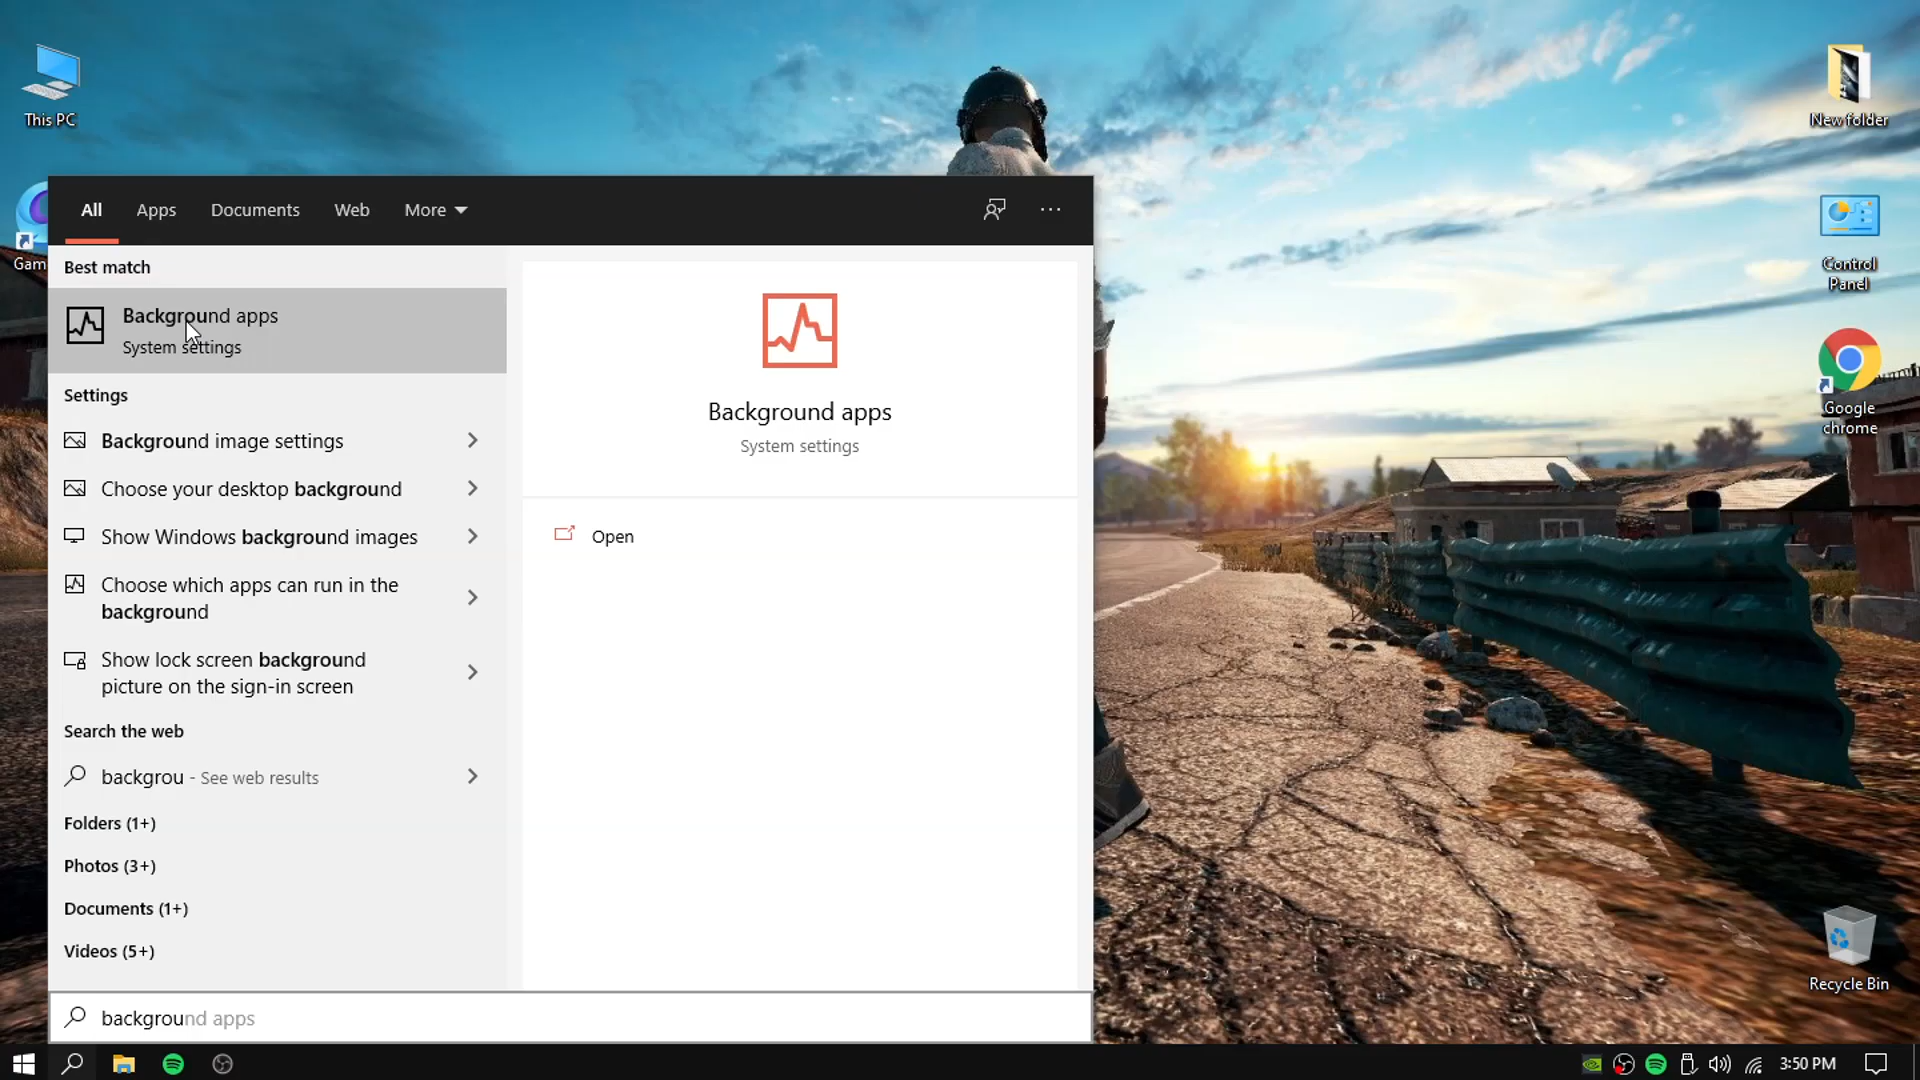 This PC
New folder
Control
Panel
Google
chrome
Recycle Bin
Gam
All
Apps
Documents
Web
More
Best match
Background apps
System settings
Settings
Background image settings
Choose your desktop background
Show Windows background images
Choose which apps can run in the
background
Show lock screen background
picture on the sign-in screen
Search the web
backgrou - See web results
Folders (1+)
Photos (3+)
Documents (1+)
Videos (5+)
Background apps
System settings
Open
background apps
3:50 PM